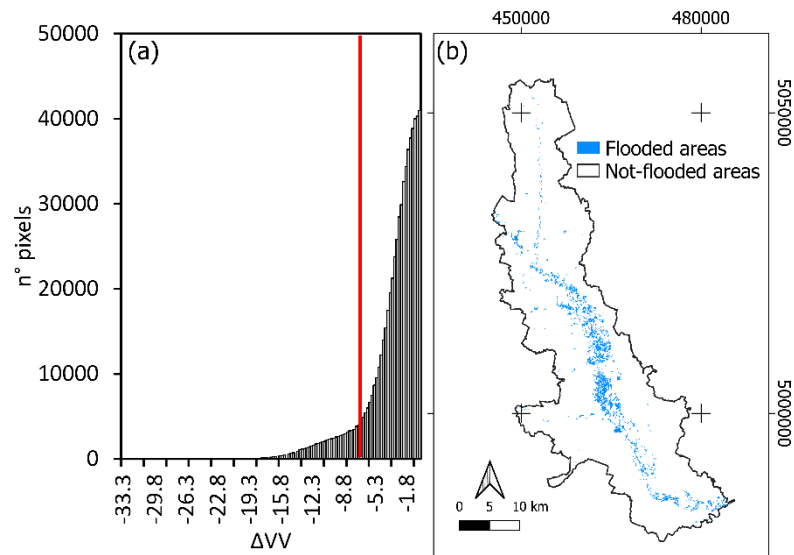 (a)
50000
40000
30000
20000
10000
0
n° pixels
-33.3
-29.8
-26.3
-22.8
-19.3
-15.8
-12.3
-8.8
-5.3
-1.8
ΔVV
(b)
450000
480000
5050000
5000000
Flooded areas
Not-flooded areas
0 5 10 km